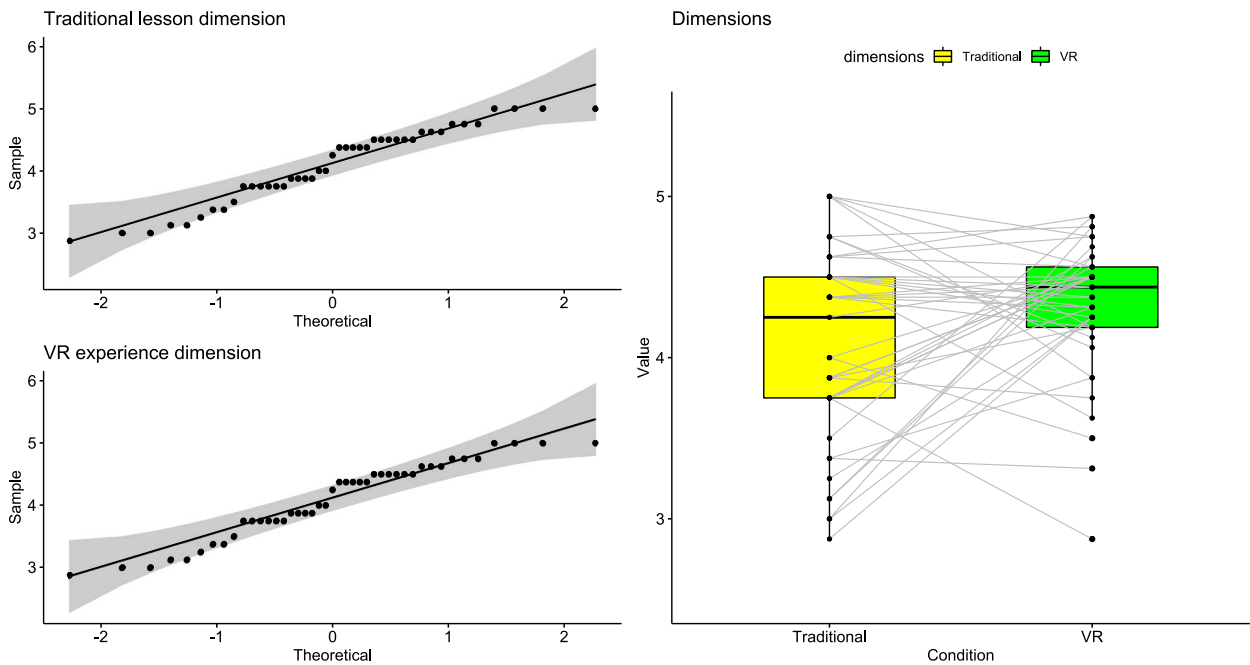 Traditional lesson dimension
6
5
4
3
Sample
-2 -1 0 1 2
Theoretical
VR experience dimension
6
5
4
3
Sample
-2 -1 0 1 2
Theoretical
Dimensions
dimensions Traditional VR
5
4
3
Value
Traditional VR
Condition